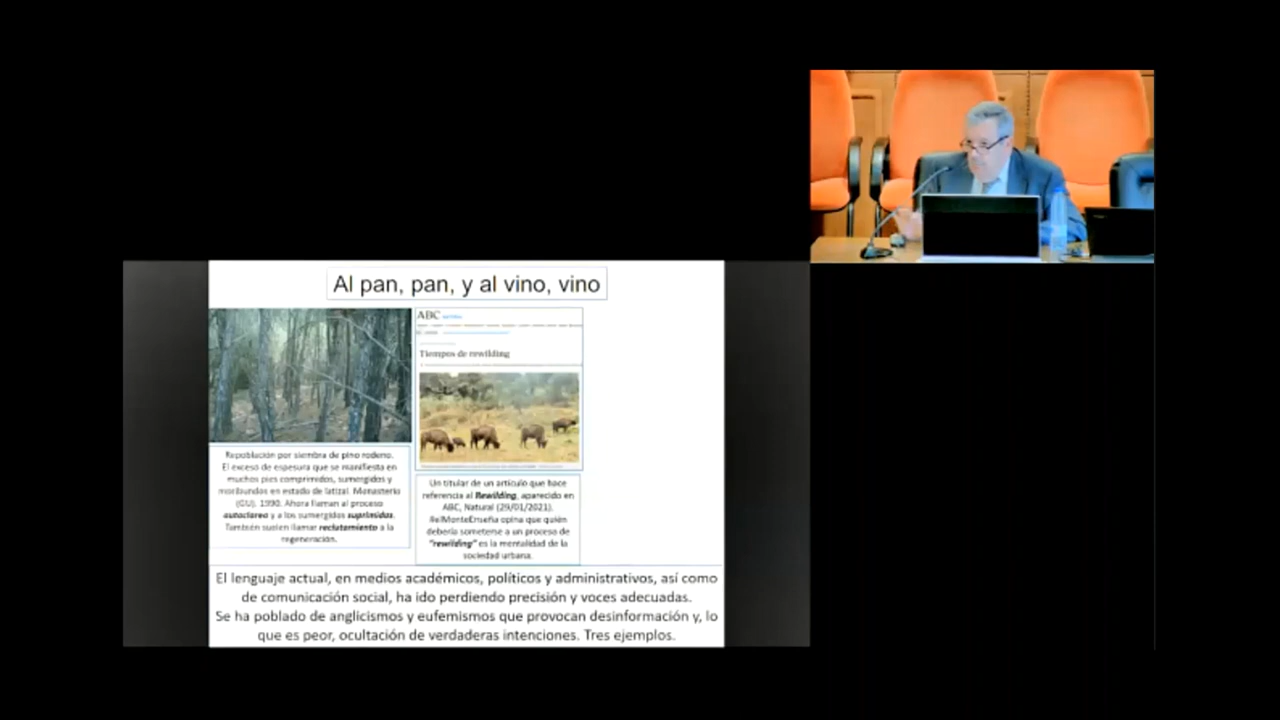 Al pan, pan, y al vino, vino
ABC
Tiempos de rewilding
Repoblación por siembra de pino rodeno.
El exceso de espesura que se manifiesta en
muchos pies comprimidos, sumergidos y
moribundos en estado de latizal. Monasterio
(GU). 1990. Ahora llaman al proceso
autoclareo y a los sumergidos suprimidos.
También suelen llamar reclutamiento a la
regeneración.
Un titular de un artículo que hace
referencia al Rewilding, aparecido en
ABC, Natural (29/01/2021).
RelMonteEnseña opina que quién
debería someterse a un proceso de
"rewilding" es la mentalidad de la
sociedad urbana.
El lenguaje actual, en medios académicos, políticos y administrativos, así como
de comunicación social, ha ido perdiendo precisión y voces adecuadas.
Se ha poblado de anglicismos y eufemismos que provocan desinformación y, lo
que es peor, ocultación de verdaderas intenciones. Tres ejemplos.